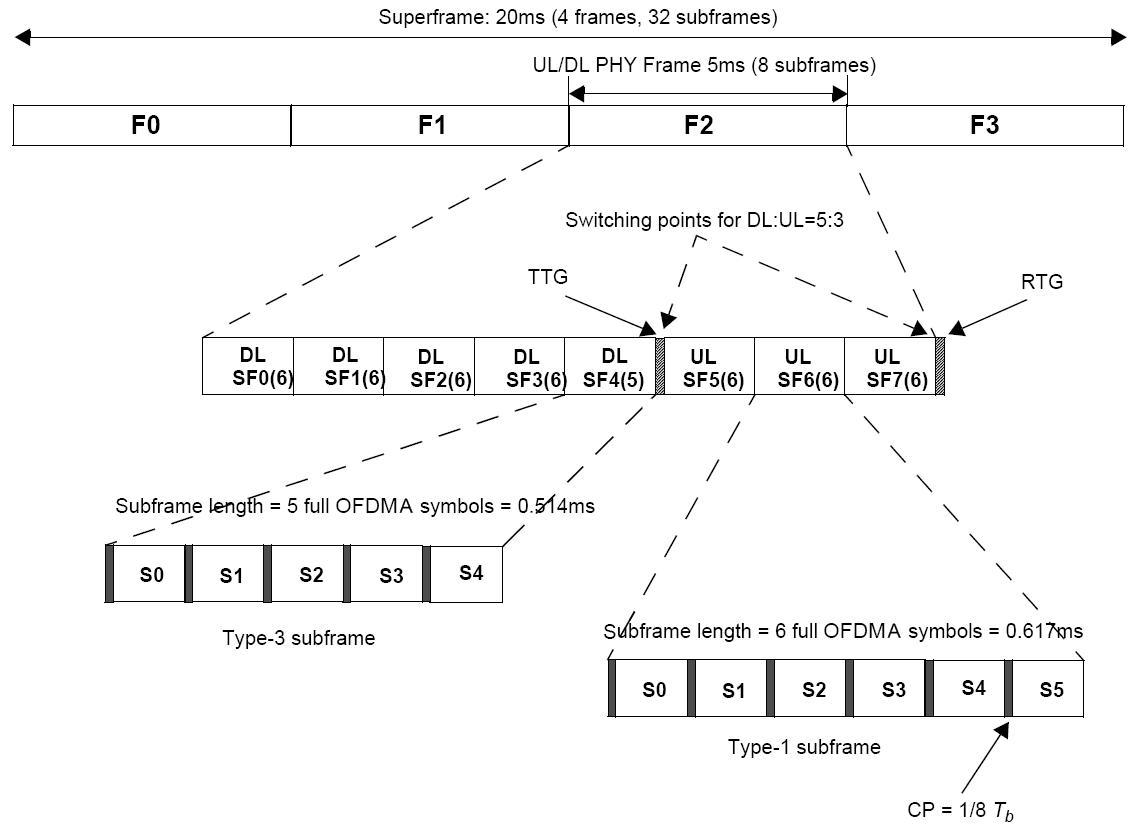 Superframe: 20ms (4 frames, 32 subframes)
UL/DL PHY Frame 5ms (8 subframes)
F0 F1 F2 F3
Switching points for DL:UL=5:3
TTG
RTG
DL DL DL DL DL UL UL UL
SF0(6) SF1(6) SF2(6) SF3(6) SF4(5) SF5(6) SF6(6) SF7(6)
Subframe length = 5 full OFDMA symbols = 0.514ms
S0 S1 S2 S3 S4
Type-3 subframe
Subframe length = 6 full OFDMA symbols = 0.617ms
S0 S1 S2 S3 S4 S5
Type-1 subframe
CP = 1/8 Tb